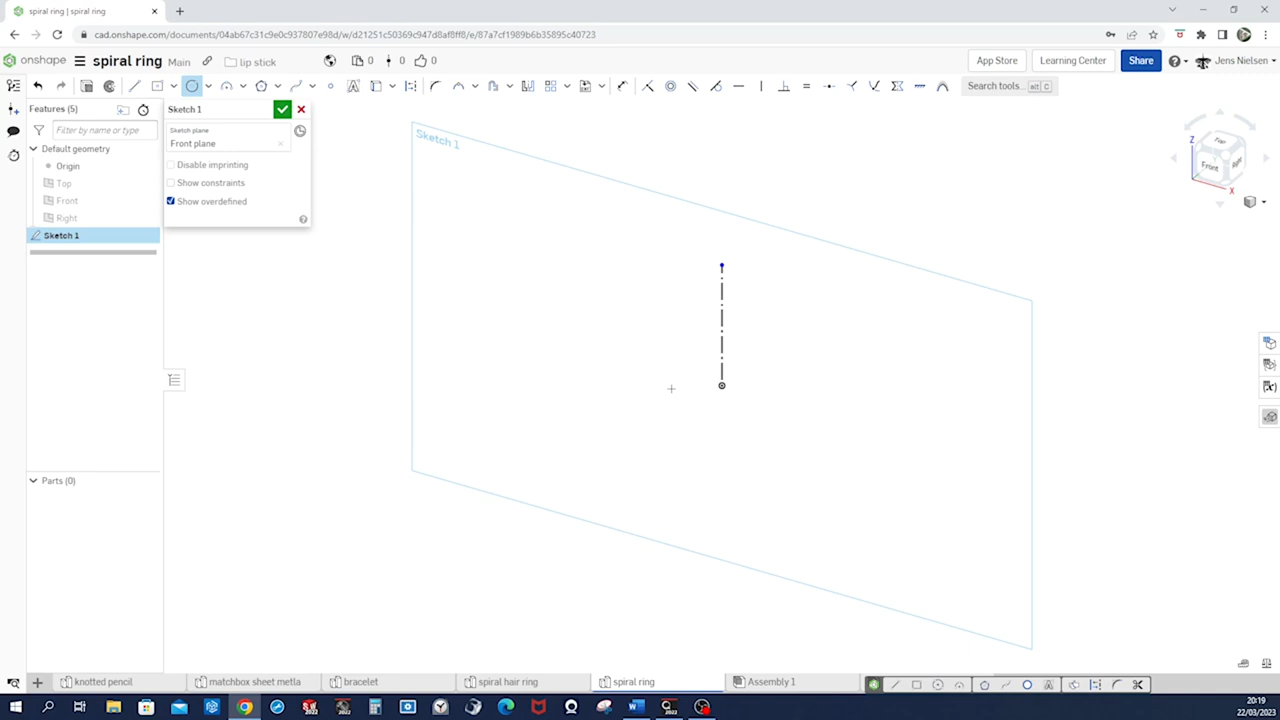 spiral ring | spiral ring
cad.onshape.com/documents/04ab67c31c9e0c937807e98d/w/d21251c50369c947d8af8ff8/e/87a7cf1989b6b35895c40723
onshape spiral ring Main lip stick 0 0 0 App Store Learning Center Share Jens Nielsen
Search tools... alt C
Features (5)
Filter by name or type
Default geometry
Origin
Top
Front
Right
Sketch 1
Parts (0)
Sketch 1
Sketch plane
Front plane
Disable imprinting
Show constraints
Show overdefined
Sketch 1
Z
Top
Front
Right
X
knotted pencil matchbox sheet metla bracelet spiral hair ring spiral ring Assembly 1
20:19
22/03/2023